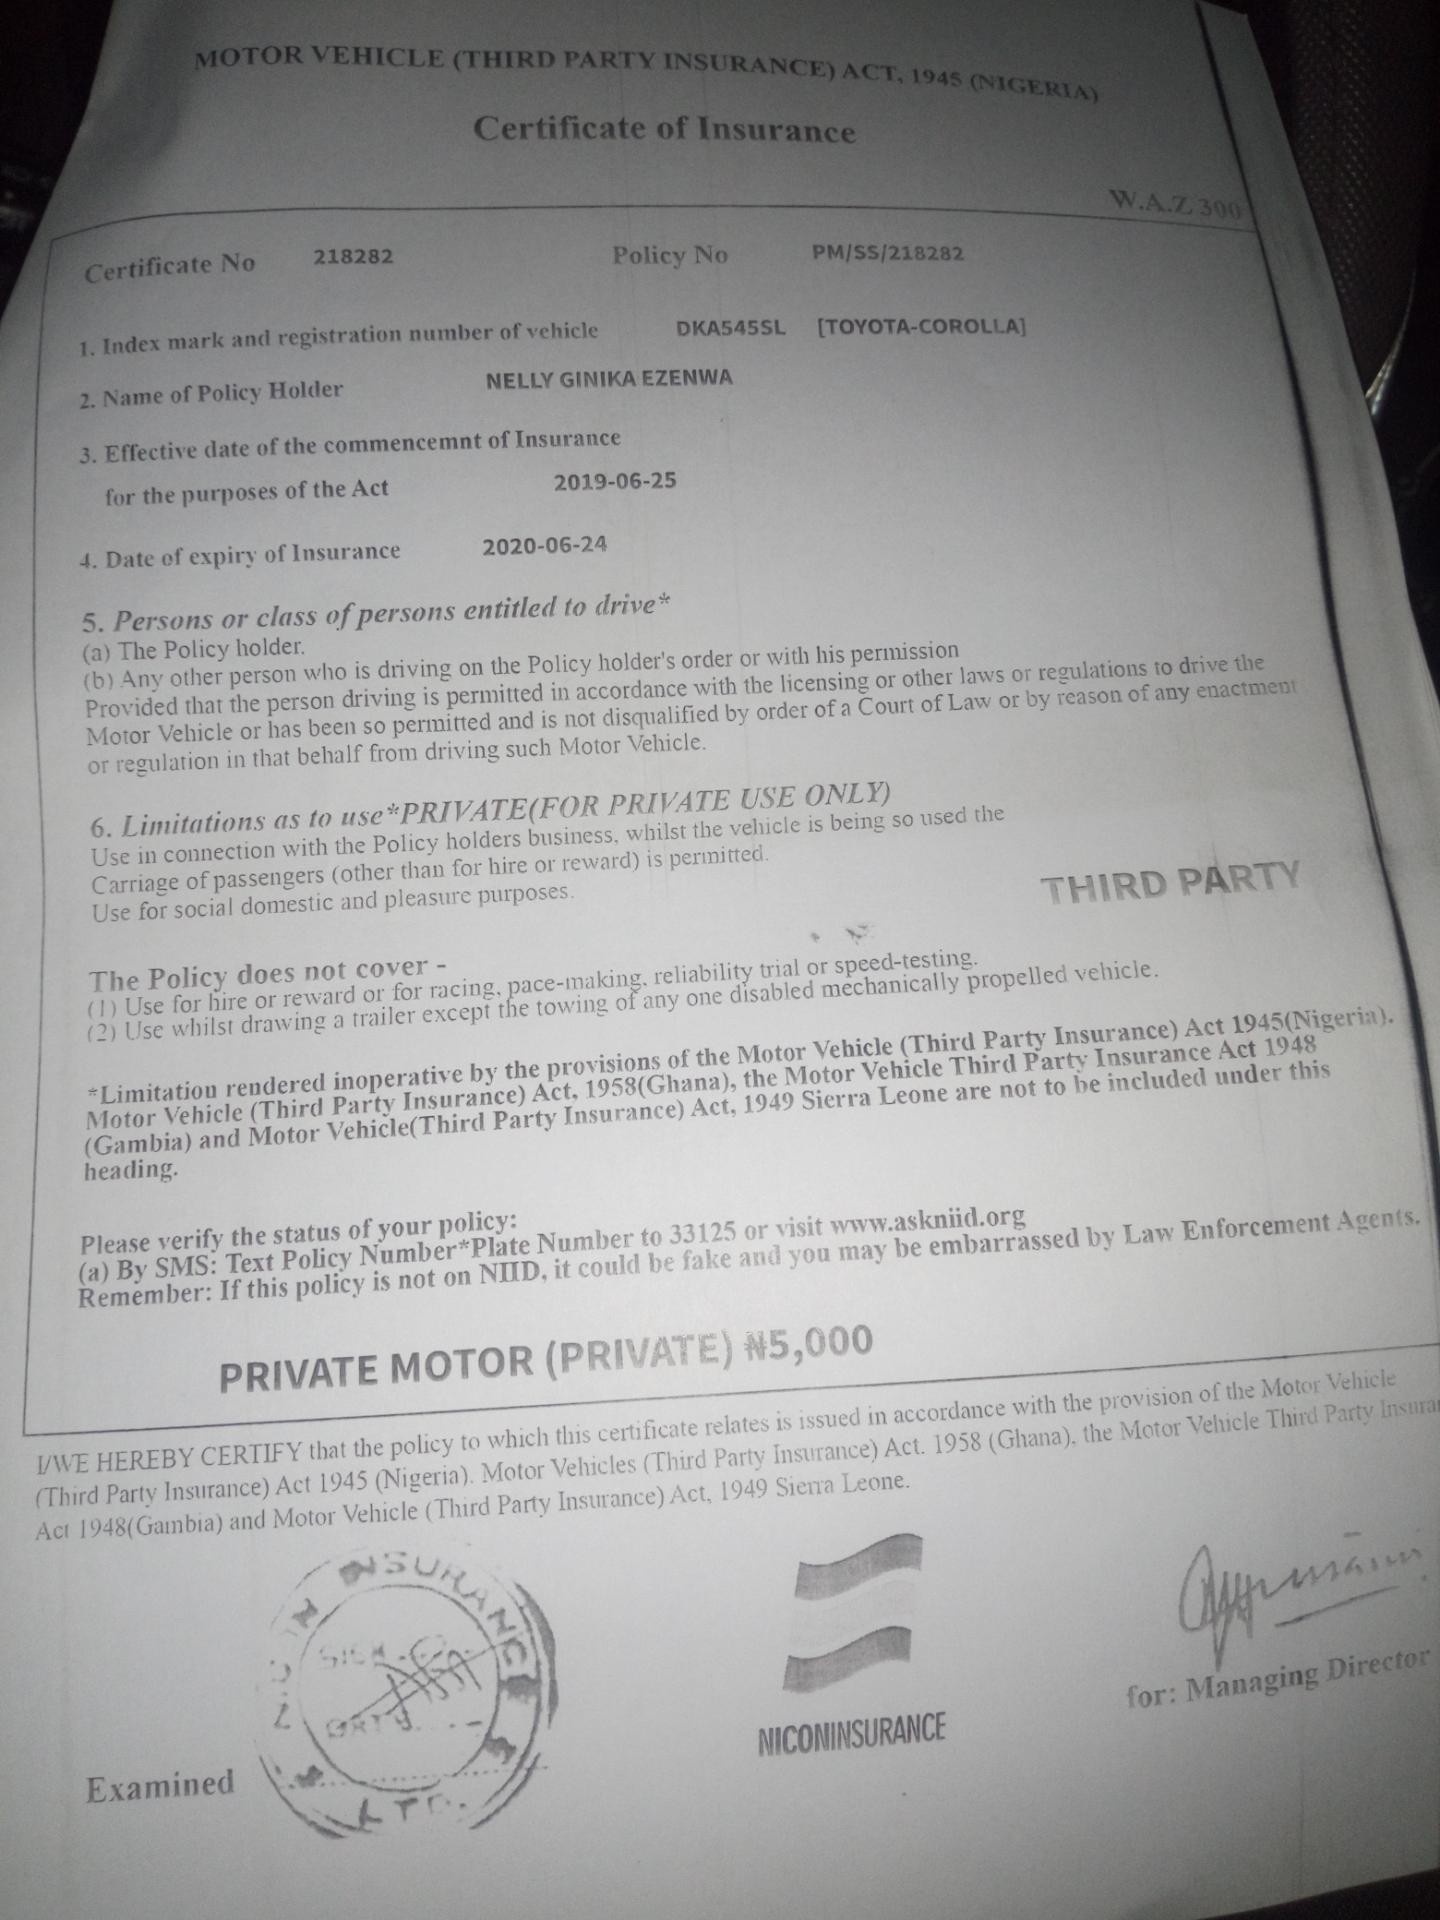 MOTOR VEHICLE (THIRD PARTY INSURANCE) ACT, 1945 (NIGERIA)
Certificate of Insurance
W.A.Z 300
Certificate No 218282 Policy No PM/SS/218282
1. Index mark and registration number of vehicle DKA545SL [TOYOTA-COROLLA]
2. Name of Policy Holder NELLY GINIKA EZENWA
3. Effective date of the commencemnt of Insurance
for the purposes of the Act 2019-06-25
4. Date of expiry of Insurance 2020-06-24
5. Persons or class of persons entitled to drive*
(a) The Policy holder.
(b) Any other person who is driving on the Policy holder's order or with his permission
Provided that the person driving is permitted in accordance with the licensing or other laws or regulations to drive the
Motor Vehicle or has been so permitted and is not disqualified by order of a Court of Law or by reason of any enactment
or regulation in that behalf from driving such Motor Vehicle.
6. Limitations as to use*PRIVATE(FOR PRIVATE USE ONLY)
Use in connection with the Policy holders business, whilst the vehicle is being so used the
Carriage of passengers (other than for hire or reward) is permitted.
Use for social domestic and pleasure purposes.
THIRD PARTY
The Policy does not cover -
(1) Use for hire or reward or for racing, pace-making, reliability trial or speed-testing.
(2) Use whilst drawing a trailer except the towing of any one disabled mechanically propelled vehicle.
*Limitation rendered inoperative by the provisions of the Motor Vehicle (Third Party Insurance) Act 1945(Nigeria).
Motor Vehicle (Third Party Insurance) Act, 1958(Ghana), the Motor Vehicle Third Party Insurance Act 1948
(Gambia) and Motor Vehicle(Third Party Insurance) Act, 1949 Sierra Leone are not to be included under this
heading.
Please verify the status of your policy:
(a) By SMS: Text Policy Number*Plate Number to 33125 or visit www.askniid.org
Remember: If this policy is not on NIID, it could be fake and you may be embarrassed by Law Enforcement Agents.
PRIVATE MOTOR (PRIVATE) ₦5,000
I/WE HEREBY CERTIFY that the policy to which this certificate relates is issued in accordance with the provision of the Motor Vehicle
(Third Party Insurance) Act 1945 (Nigeria). Motor Vehicles (Third Party Insurance) Act. 1958 (Ghana), the Motor Vehicle Third Party Insura
Act 1948(Gambia) and Motor Vehicle (Third Party Insurance) Act, 1949 Sierra Leone.
INSURANCE
LTD.
Examined
NICONINSURANCE
for: Managing Director